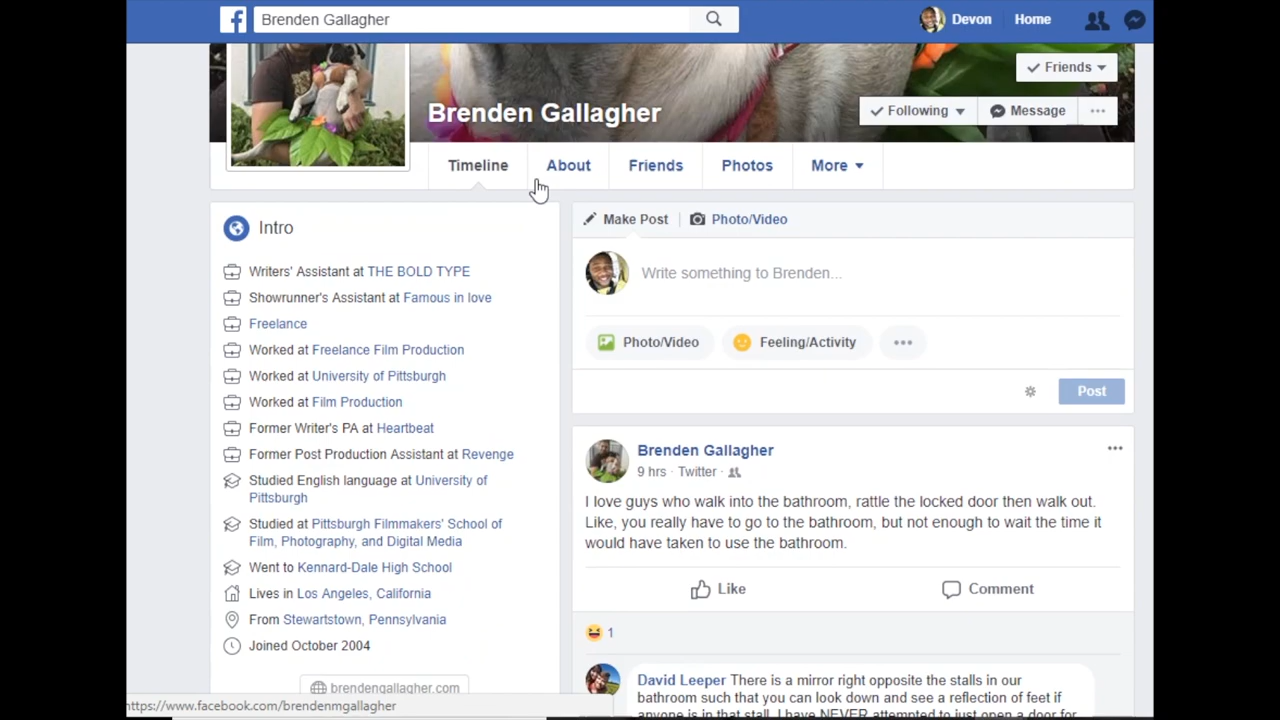 f Brenden Gallagher Devon Home
Friends
Brenden Gallagher
Following Message
Timeline About Friends Photos More
Intro
Writers' Assistant at THE BOLD TYPE
Showrunner's Assistant at Famous in love
Freelance
Worked at Freelance Film Production
Worked at University of Pittsburgh
Worked at Film Production
Former Writer's PA at Heartbeat
Former Post Production Assistant at Revenge
Studied English language at University of
Pittsburgh
Studied at Pittsburgh Filmmakers' School of
Film, Photography, and Digital Media
Went to Kennard-Dale High School
Lives in Los Angeles, California
From Stewartstown, Pennsylvania
Joined October 2004
brendengallagher.com
https://www.facebook.com/brendenmgallagher
Make Post Photo/Video
Write something to Brenden...
Photo/Video Feeling/Activity
Post
Brenden Gallagher
9 hrs · Twitter ·
I love guys who walk into the bathroom, rattle the locked door then walk out.
Like, you really have to go to the bathroom, but not enough to wait the time it
would have taken to use the bathroom.
Like Comment
1
David Leeper There is a mirror right opposite the stalls in our
bathroom such that you can look down and see a reflection of feet if
anyone is in that stall. I have NEVER attempted to just open a door for